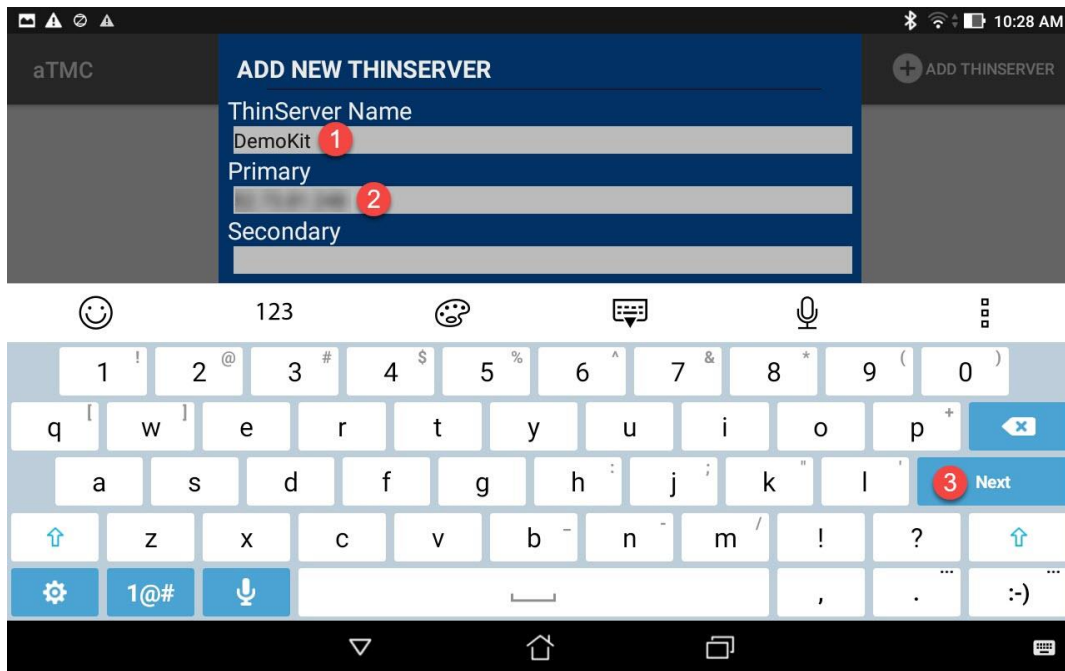 10:28 AM
aTMC
ADD NEW THINSERVER
+ ADD THINSERVER
ThinServer Name
DemoKit 1
Primary
2
Secondary
123
1 ! 2 @ 3 # 4 $ 5 % 6 ^ 7 & 8 * 9 ( 0 )
q [ w ] e r t y u i o p +
a s d f g h : j ; k " l ' 3 Next
z x c v b _ n - m / ! ?
1@# , . ... :-) ...